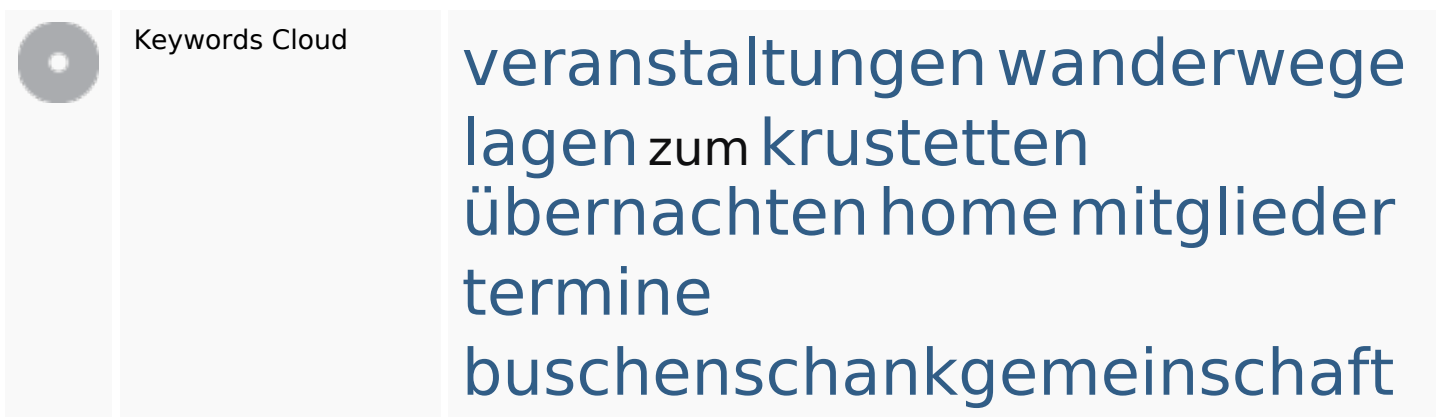 Keywords Cloud
veranstaltungen wanderwege
lagen zum krustetten
übernachten home mitglieder
termine
buschenschankgemeinschaft